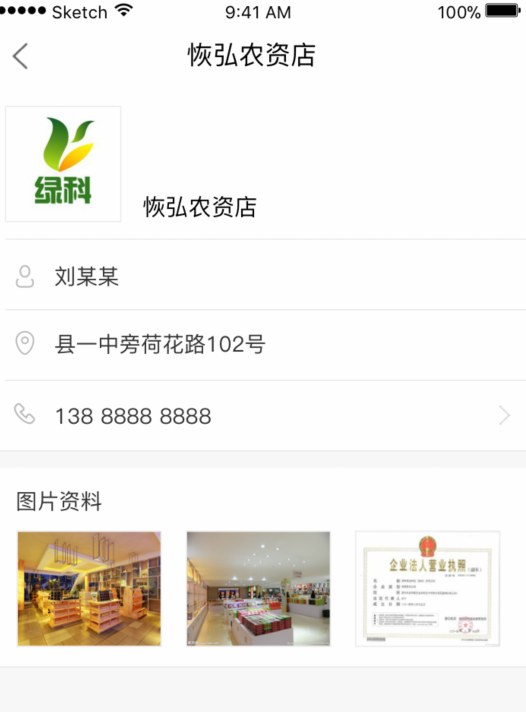 Sketch 9:41 AM 100%
恢弘农资店
绿科
恢弘农资店
刘某某
县一中旁荷花路102号
138 8888 8888
图片资料
企业法人营业执照